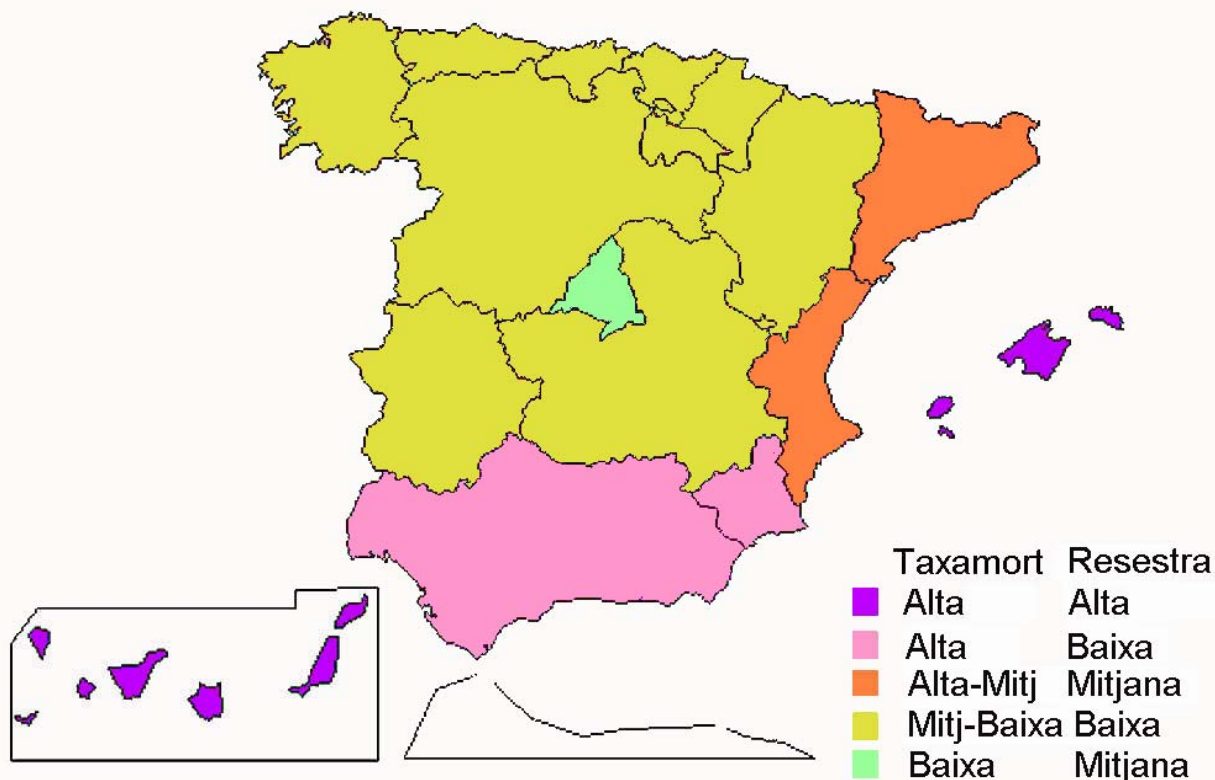 Taxamort Resestra
Alta Alta
Alta Baixa
Alta-Mitj Mitjana
Mitj-Baixa Baixa
Baixa Mitjana